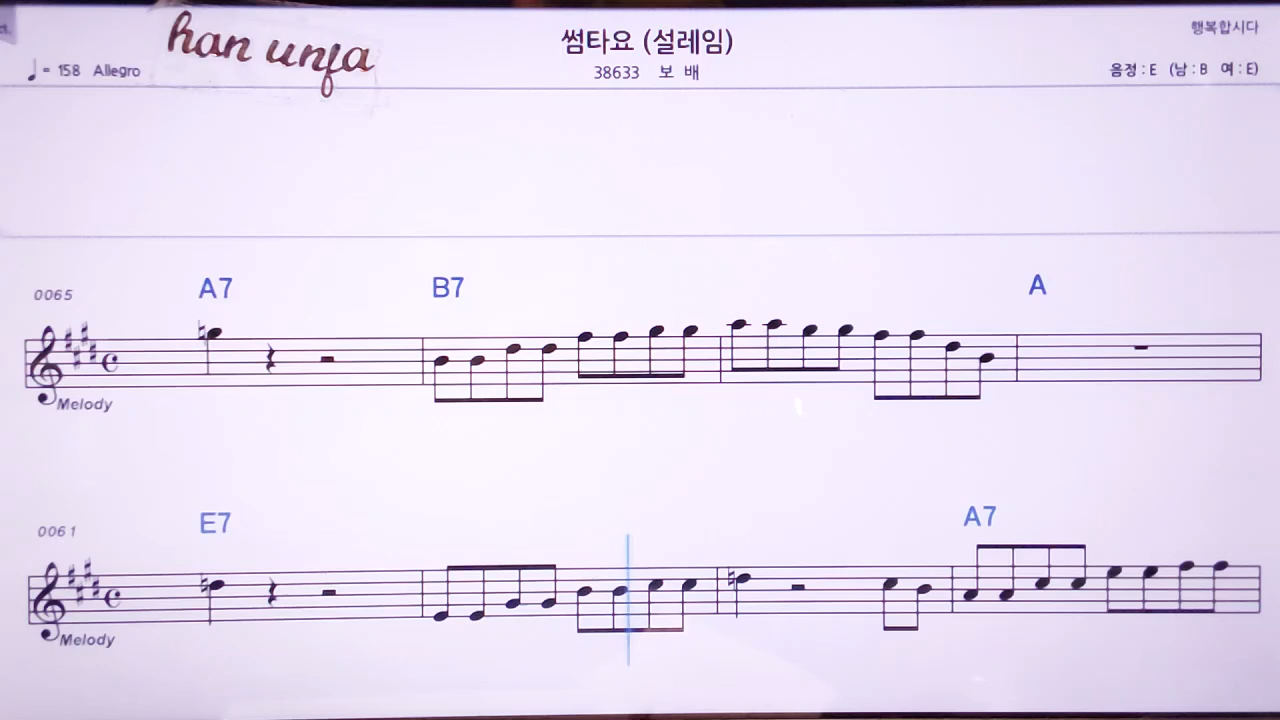 han unfa
썸타요 (설레임)
행복합시다
♩= 158 Allegro
38633 보 배
음정 : E (남 : B 여 : E)
A7 B7 A
0065
Melody
E7 A7
0061
Melody